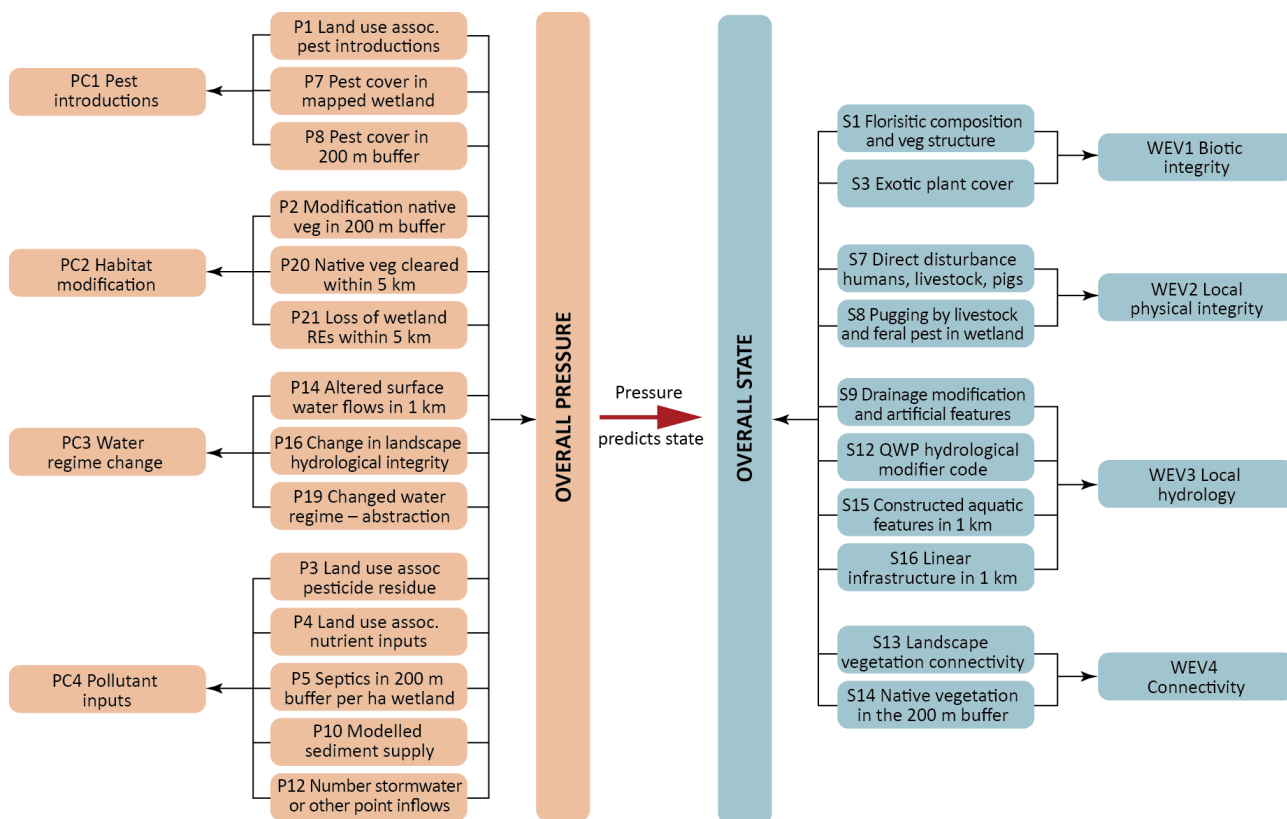 PC1 Pest
introductions
P1 Land use assoc.
pest introductions
P7 Pest cover in
mapped wetland
P8 Pest cover in
200 m buffer
PC2 Habitat
modification
P2 Modification native
veg in 200 m buffer
P20 Native veg cleared
within 5 km
P21 Loss of wetland
REs within 5 km
PC3 Water
regime change
P14 Altered surface
water flows in 1 km
P16 Change in landscape
hydrological integrity
P19 Changed water
regime – abstraction
PC4 Pollutant
inputs
P3 Land use assoc
pesticide residue
P4 Land use assoc.
nutrient inputs
P5 Septics in 200 m
buffer per ha wetland
P10 Modelled
sediment supply
P12 Number stormwater
or other point inflows
OVERALL PRESSURE
Pressure
predicts state
OVERALL STATE
S1 Florisitic composition
and veg structure
S3 Exotic plant cover
WEV1 Biotic
integrity
S7 Direct disturbance
humans, livestock, pigs
S8 Pugging by livestock
and feral pest in wetland
WEV2 Local
physical integrity
S9 Drainage modification
and artificial features
S12 QWP hydrological
modifier code
S15 Constructed aquatic
features in 1 km
S16 Linear
infrastructure in 1 km
WEV3 Local
hydrology
S13 Landscape
vegetation connectivity
S14 Native vegetation
in the 200 m buffer
WEV4
Connectivity